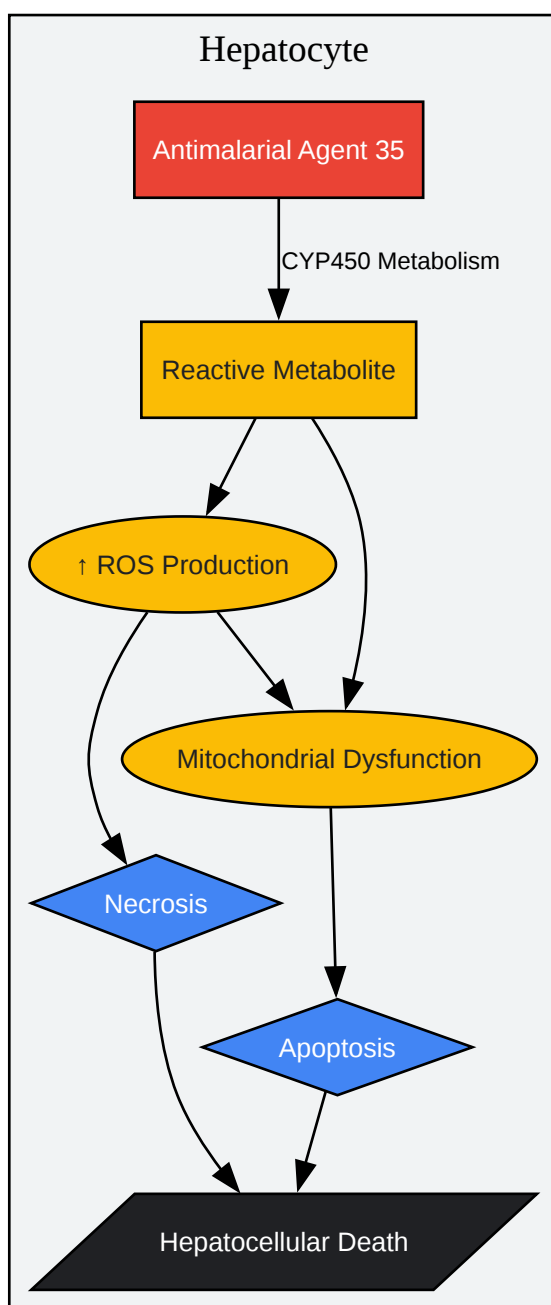 Hepatocyte
Antimalarial Agent 35
CYP450 Metabolism
Reactive Metabolite
↑ ROS Production
Mitochondrial Dysfunction
Necrosis
Apoptosis
Hepatocellular Death